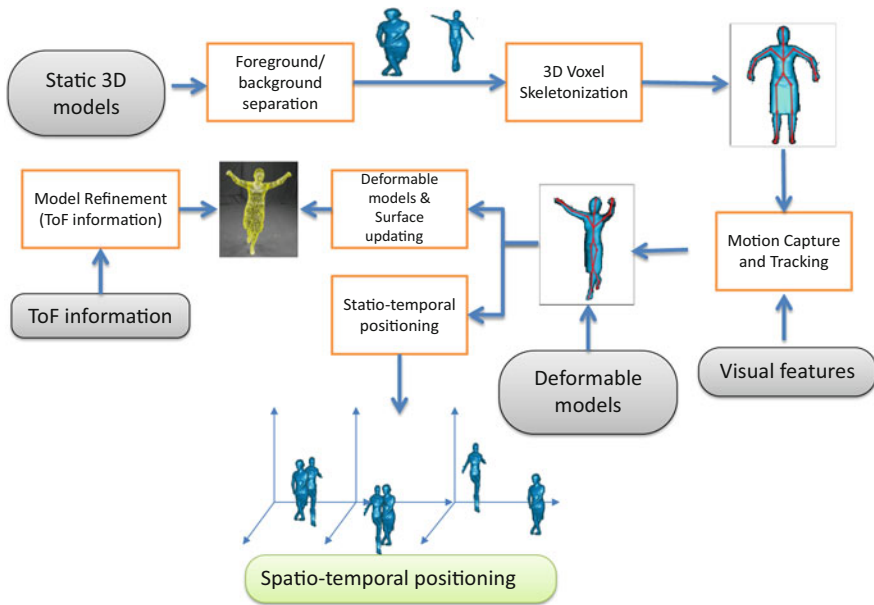 Static 3D
models
Foreground/
background
separation
3D Voxel
Skeletonization
Model Refinement
(ToF information)
Deformable
models &
Surface
updating
Motion Capture
and Tracking
ToF information
Statio-temporal
positioning
Deformable
models
Visual features
Spatio-temporal positioning